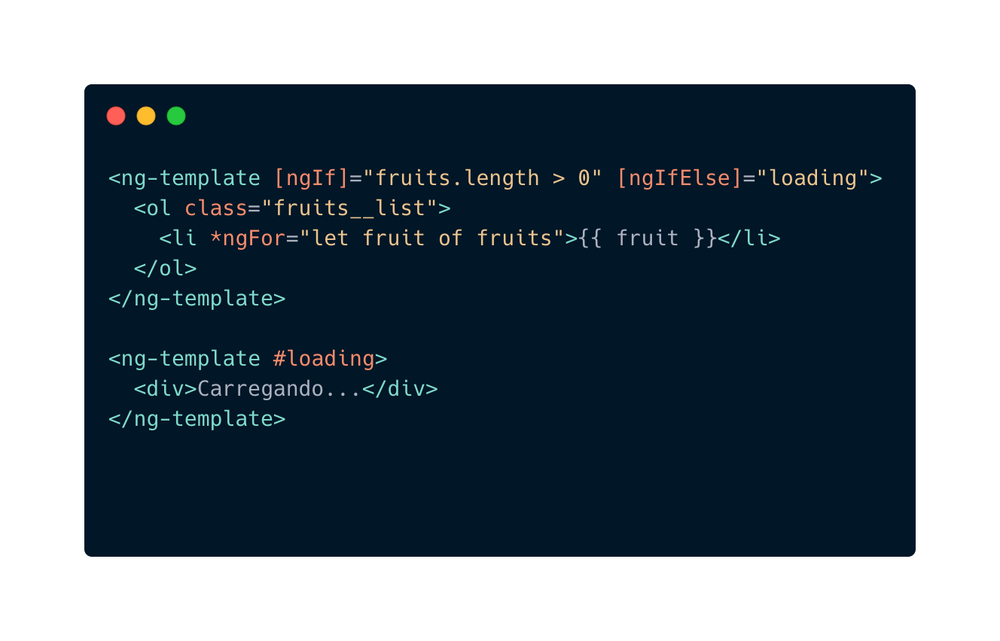 <ng-template [ngIf]="fruits.length > 0" [ngIfElse]="loading">
  <ol class="fruits__list">
    <li *ngFor="let fruit of fruits">{{ fruit }}</li>
  </ol>
</ng-template>

<ng-template #loading>
  <div>Carregando...</div>
</ng-template>